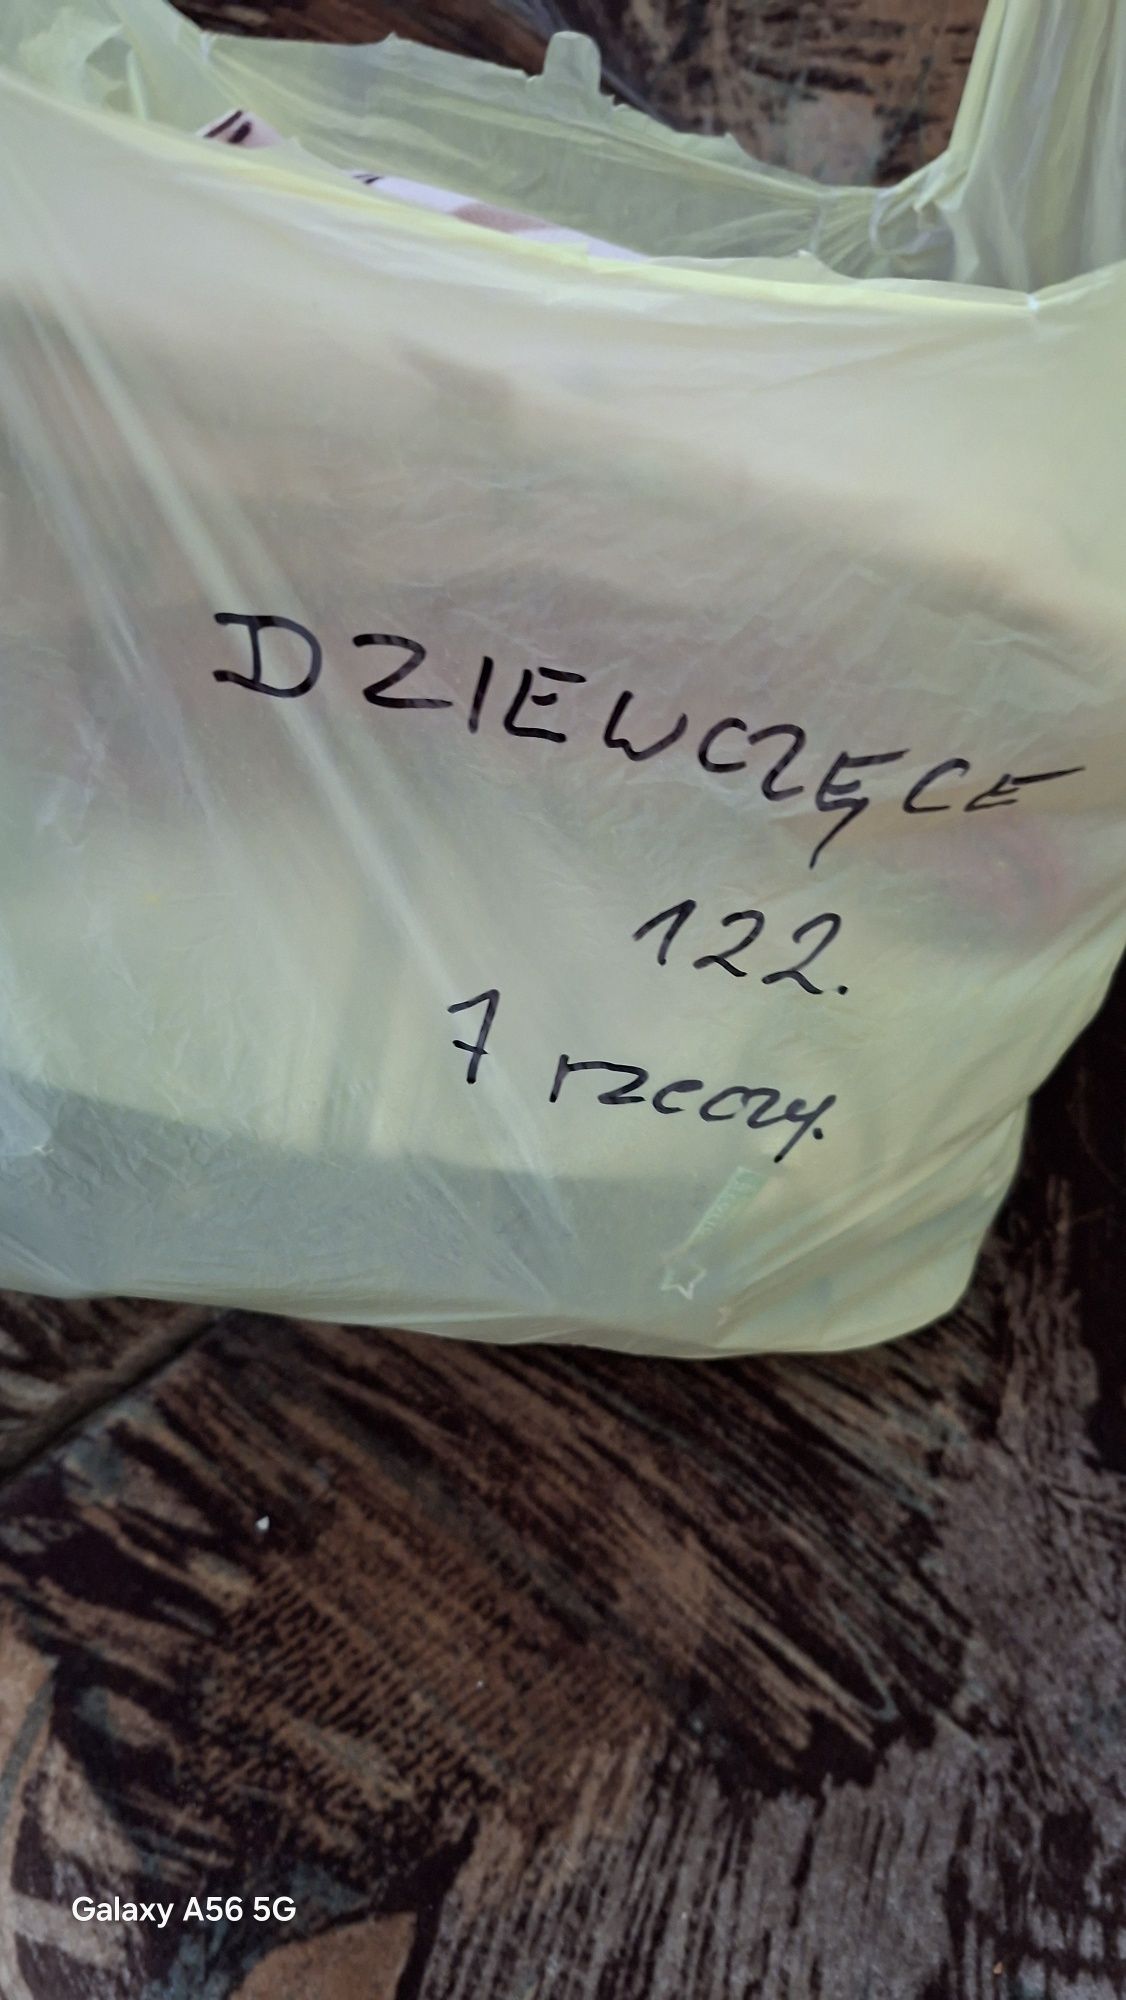 DZIEWCZĘCE
122.
7 rzeczy.
Galaxy A56 5G